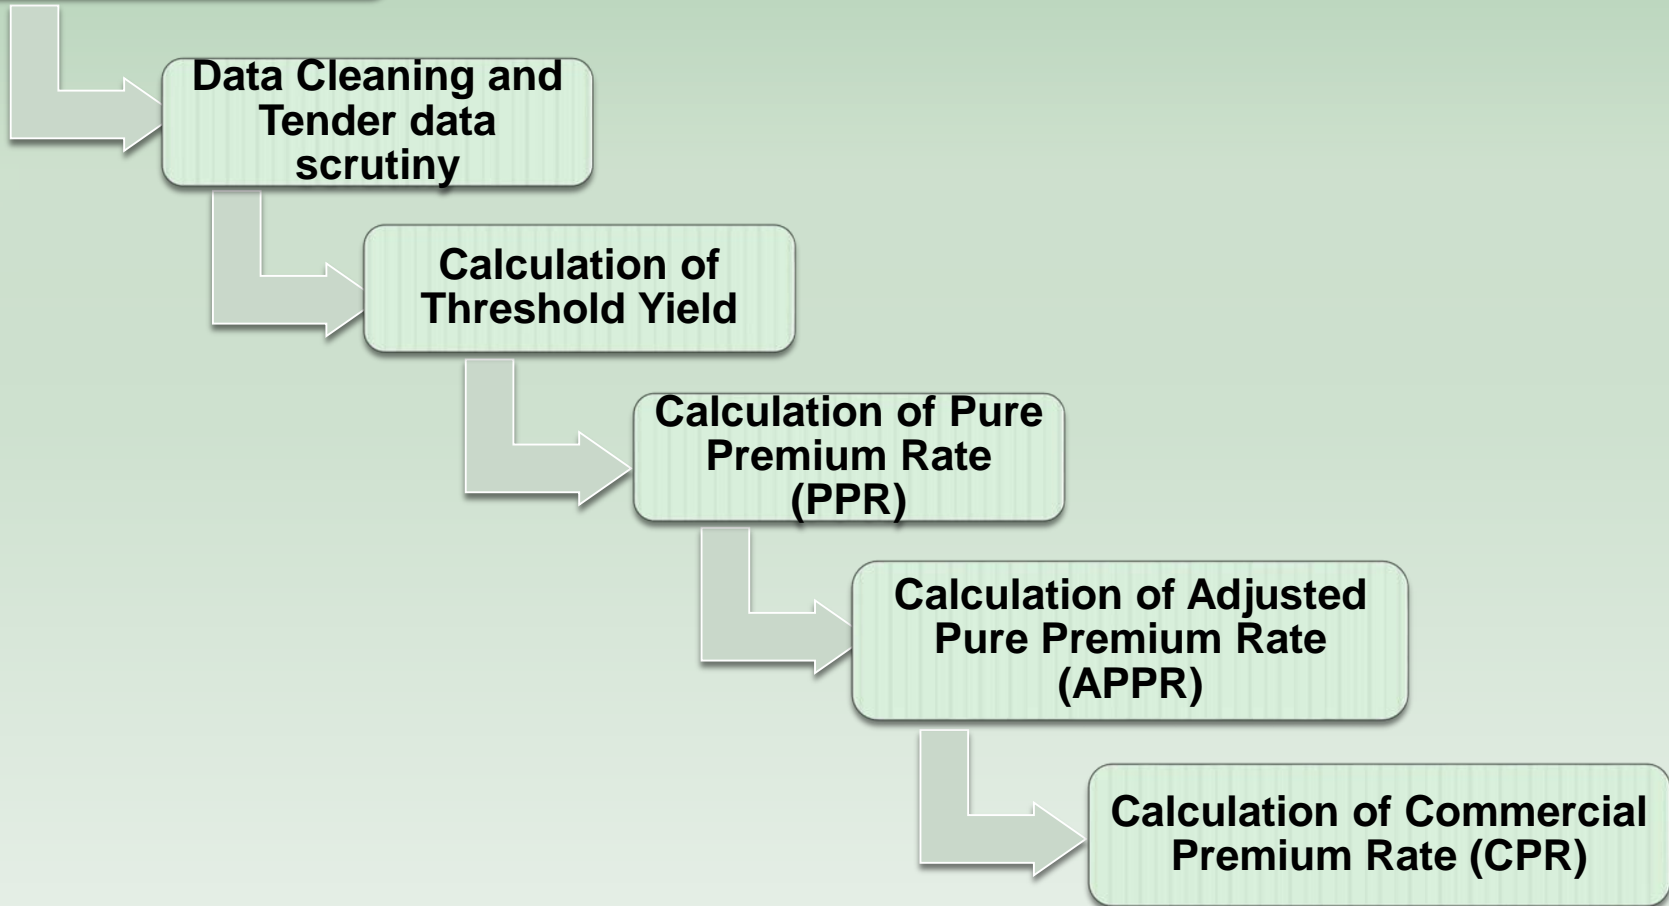 Data Cleaning and
Tender data
scrutiny
Calculation of
Threshold Yield
Calculation of Pure
Premium Rate
(PPR)
Calculation of Adjusted
Pure Premium Rate
(APPR)
Calculation of Commercial
Premium Rate (CPR)